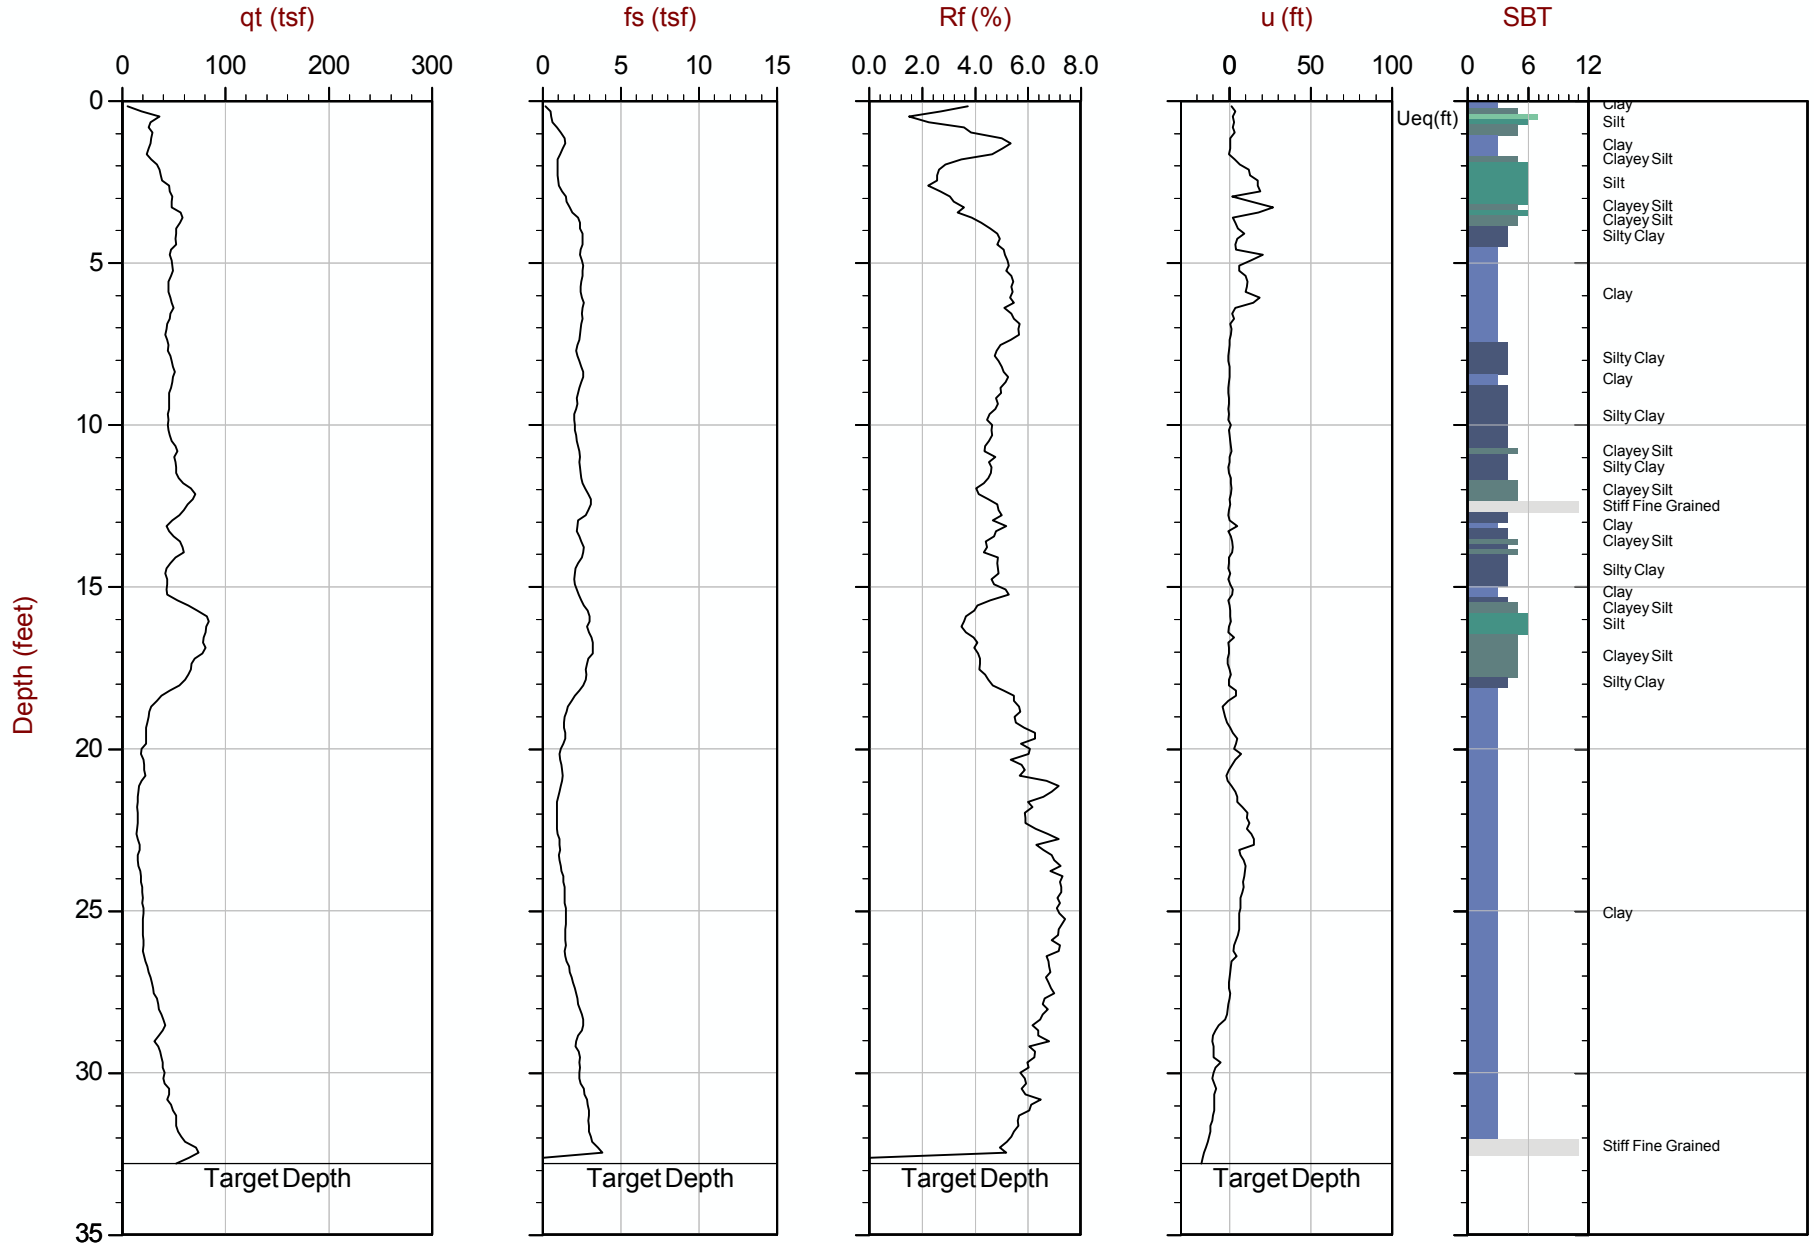 qt (tsf) fs (tsf) Rf (%) u (ft) SBT
0 100 200 300 0 5 10 15 0.0 2.0 4.0 6.0 8.0 0 50 100 0 6 12
0
Ueq(ft)
Clay
Silt
Clay
Clayey Silt
Silt
Clayey Silt
Clayey Silt
Silty Clay
5
Clay
Silty Clay
Clay
Silty Clay
10
Clayey Silt
Silty Clay
Clayey Silt
Stiff Fine Grained
Clay
Clayey Silt
Silty Clay
15
Clay
Clayey Silt
Silt
Clayey Silt
Silty Clay
Depth (feet)
20
25
Clay
30
Stiff Fine Grained
Target Depth Target Depth Target Depth Target Depth
35